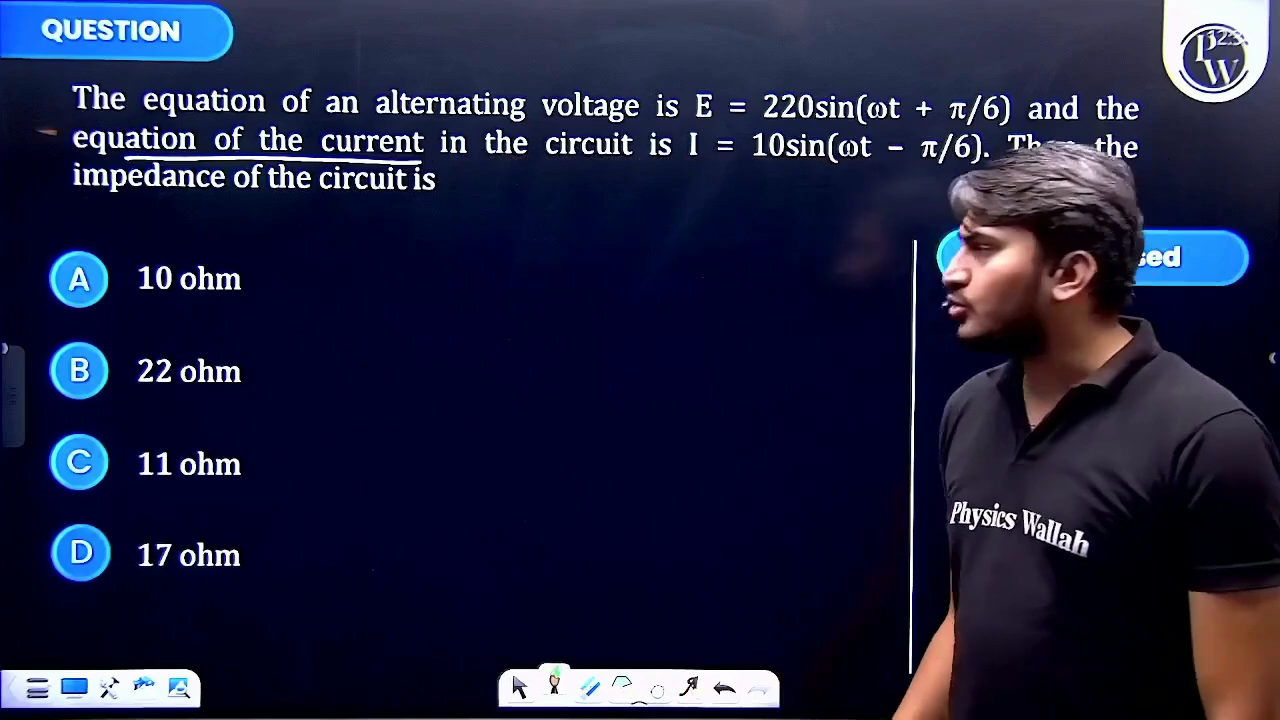 QUESTION
The equation of an alternating voltage is E = 220sin(ωt + π/6) and the
equation of the current in the circuit is I = 10sin(ωt − π/6). the
impedance of the circuit is
A 10 ohm
B 22 ohm
C 11 ohm
D 17 ohm
PW
Physics Wallah